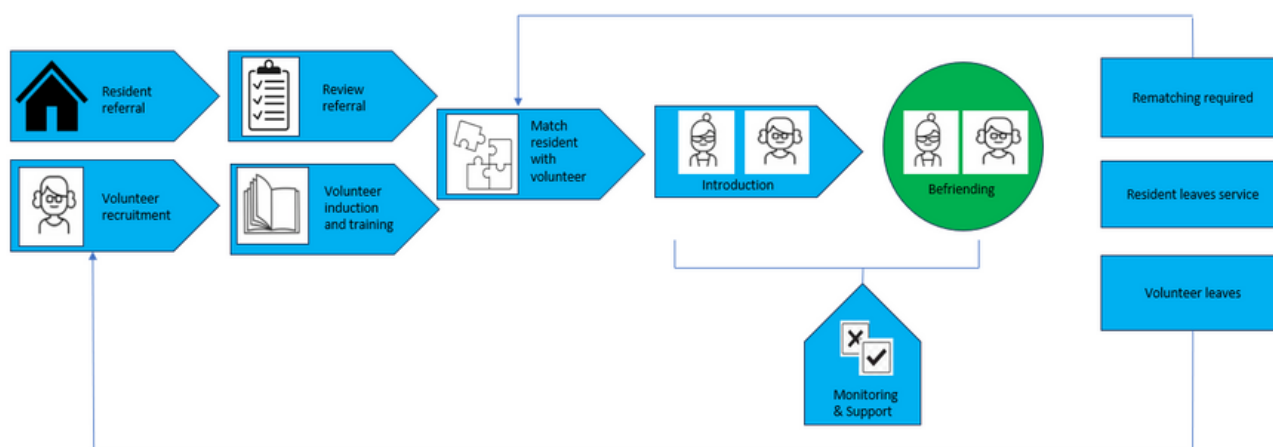 Resident
referral
Review
referral
Volunteer
recruitment
Volunteer
induction
and training
Match
resident
with
volunteer
Introduction
Befriending
Monitoring
& Support
Rematching required
Resident leaves service
Volunteer leaves